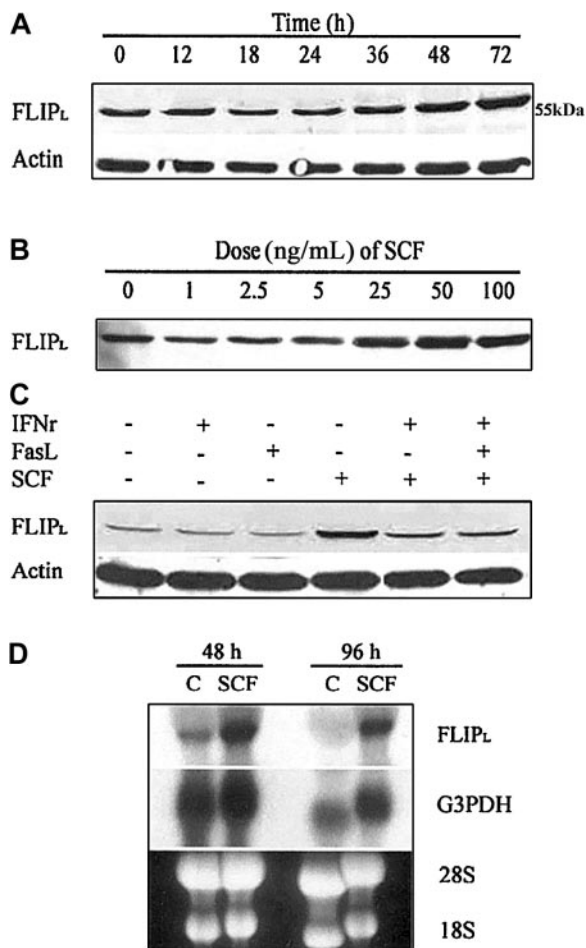 A
Time (h)
0 12 18 24 36 48 72
FLIPL 55kDa
Actin
B
Dose (ng/mL) of SCF
0 1 2.5 5 25 50 100
FLIPL
C
IFNr - + - - + +
FasL - - + - - +
SCF - - - + + +
FLIPL
Actin
D
48 h 96 h
C SCF C SCF
FLIPL
G3PDH
28S
18S